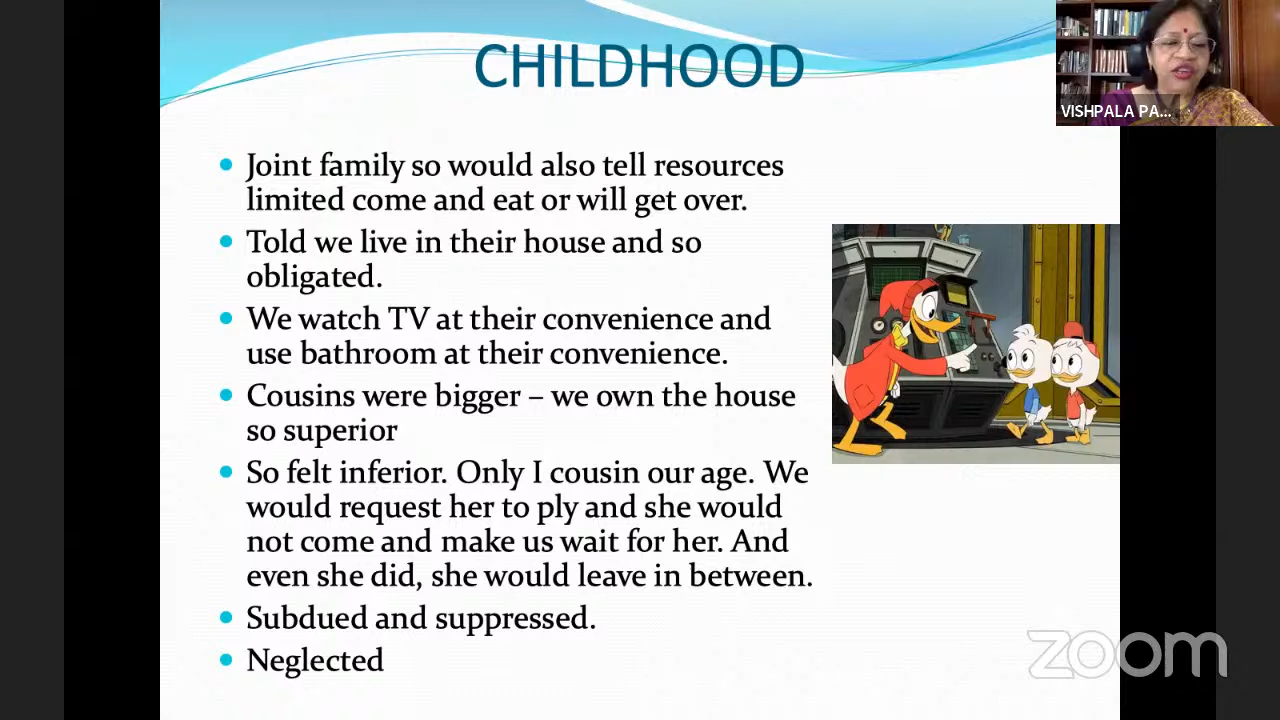 CHILDHOOD
VISHPALA PA...
Joint family so would also tell resources
limited come and eat or will get over.
Told we live in their house and so
obligated.
We watch TV at their convenience and
use bathroom at their convenience.
Cousins were bigger – we own the house
so superior
So felt inferior. Only I cousin our age. We
would request her to ply and she would
not come and make us wait for her. And
even she did, she would leave in between.
Subdued and suppressed.
Neglected
zoom